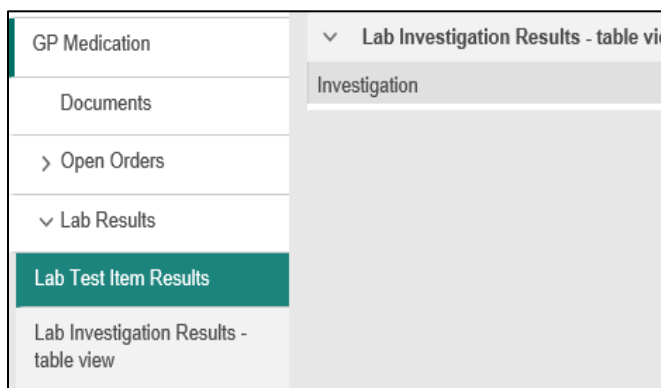 GP Medication
Documents
Open Orders
Lab Results
Lab Test Item Results
Lab Investigation Results -
table view
Lab Investigation Results - table
Investigation